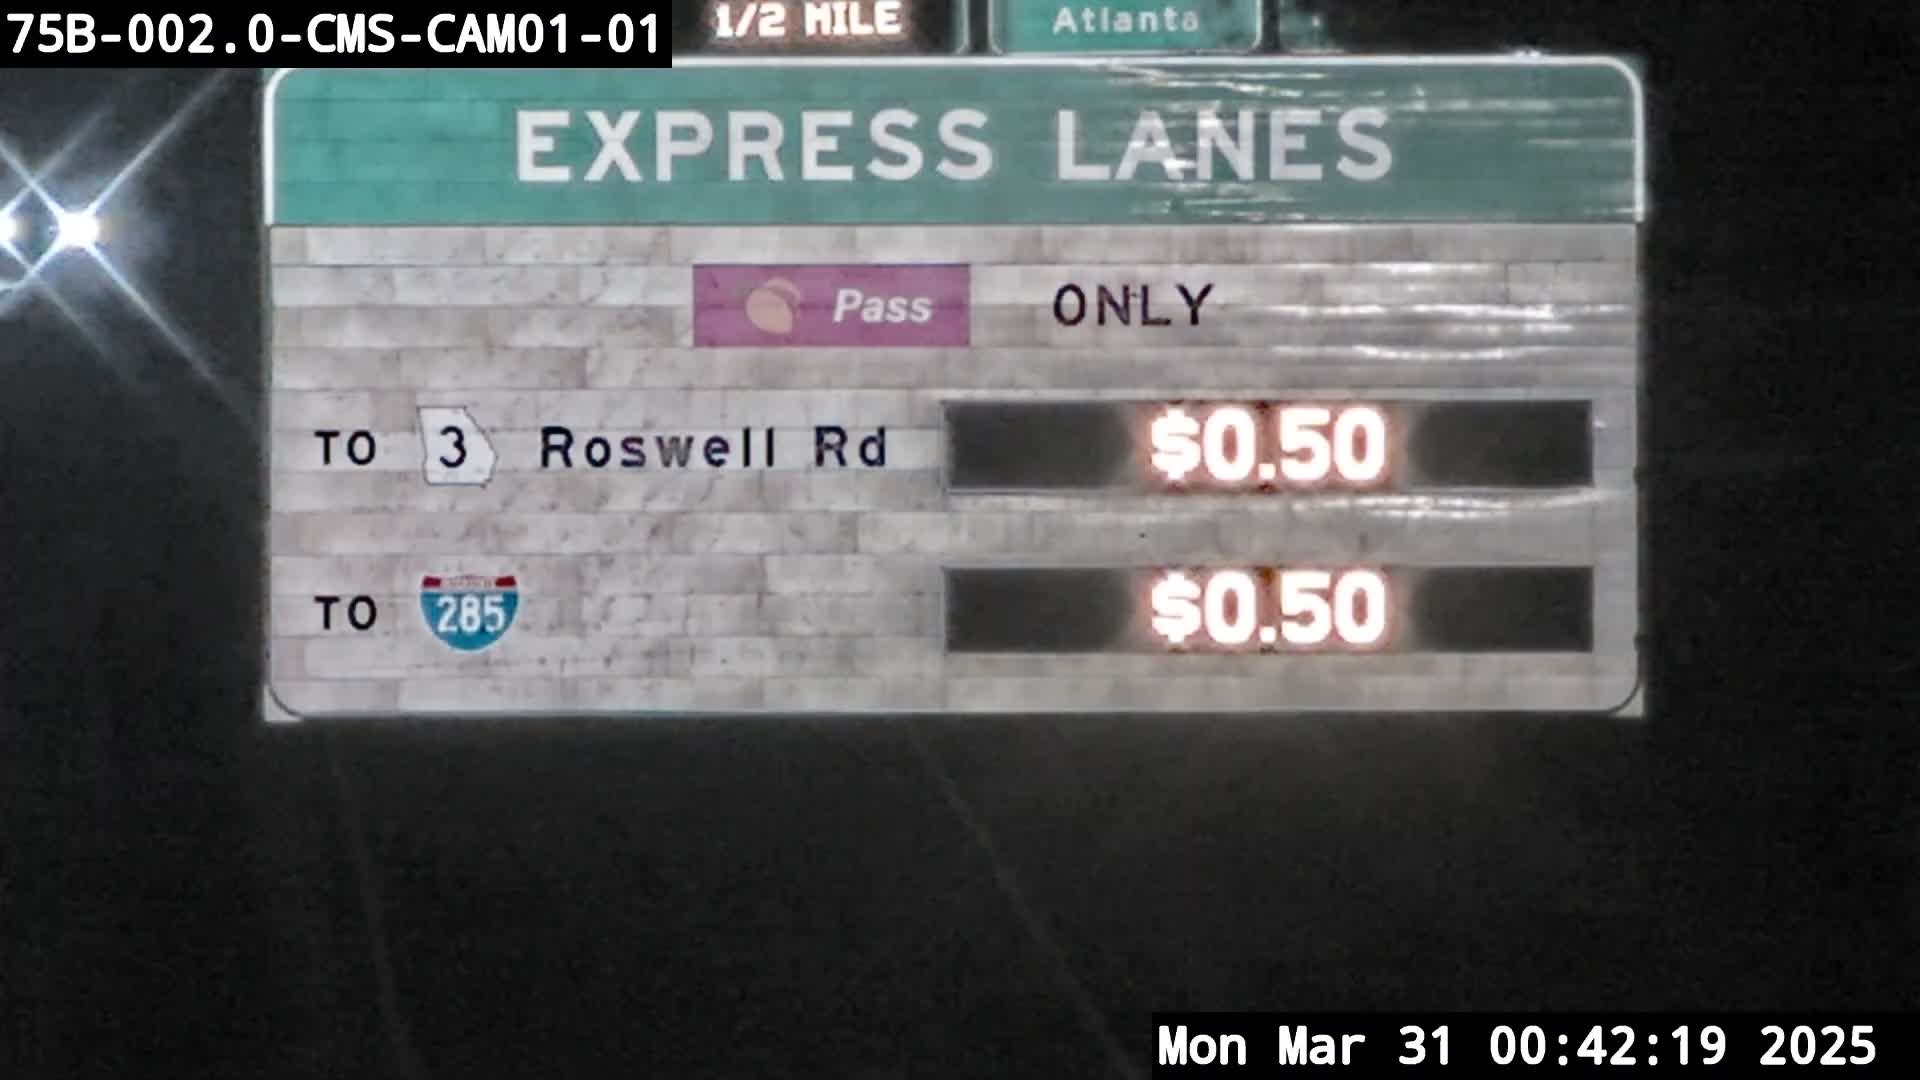 75B-002.0-CMS-CAM01-01
1/2 MILE
Atlanta
EXPRESS LANES
Pass ONLY
TO 3 Roswell Rd $0.50
TO 285 $0.50
Mon Mar 31 00:42:19 2025